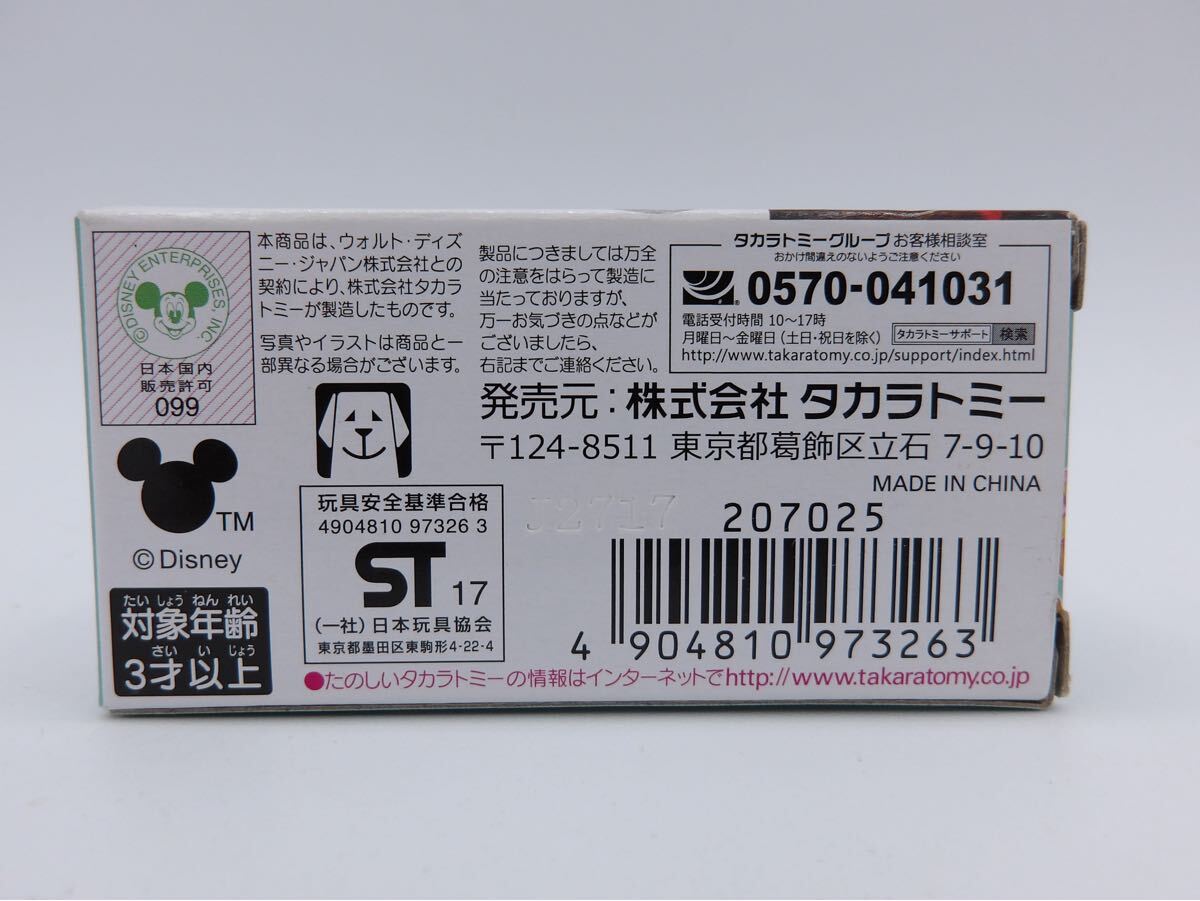 ©DISNEY ENTERPRISES, INC.
日本国内
販売許可
099
本商品は、ウォルト・ディズ
ニー・ジャパン株式会社との
契約により、株式会社タカラ
トミーが製造したものです。
写真やイラストは商品と一
部異なる場合がございます。
製品につきましては万全
の注意をはらって製造に
当たっておりますが、
万一お気づきの点などが
ございましたら、
右記までご連絡ください。
タカラトミーグループ お客様相談室
おかけ間違えのないようご注意ください
0570-041031
電話受付時間 10～17時
月曜日～金曜日（土日・祝日を除く）
タカラトミーサポート 検索
http://www.takaratomy.co.jp/support/index.html
発売元：株式会社 タカラトミー
〒124-8511 東京都葛飾区立石 7-9-10
MADE IN CHINA
TM
©Disney
たい しょう ねん れい
対象年齢
さい い じょう
3才以上
玩具安全基準合格
4904810 97326 3
ST 17
(一社)日本玩具協会
東京都墨田区東駒形4-22-4
J2717
207025
4 904810 973263
●たのしいタカラトミーの情報はインターネットでhttp://www.takaratomy.co.jp